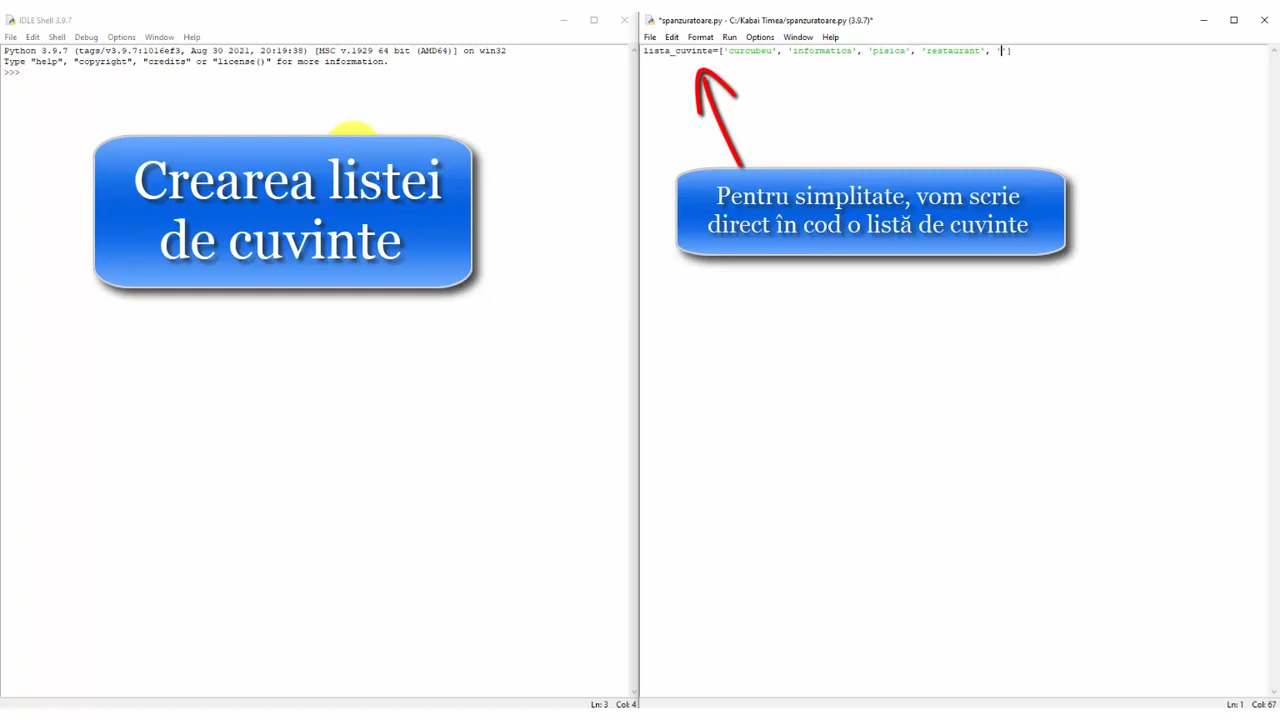 IDLE Shell 3.9.7
File Edit Shell Debug Options Window Help
Python 3.9.7 (tags/v3.9.7:1016ef3, Aug 30 2021, 20:19:38) [MSC v.1929 64 bit (AMD64)] on win32
Type "help", "copyright", "credits" or "license()" for more information.
>>>
Crearea listei
de cuvinte
Ln: 3 Col: 4
*spanzuratoare.py - C:/Kabai Timea/spanzuratoare.py (3.9.7)*
File Edit Format Run Options Window Help
lista_cuvinte=['curcubeu', 'informatica', 'pisica', 'restaurant', '']
Pentru simplitate, vom scrie
direct în cod o listă de cuvinte
Ln: 1 Col: 67